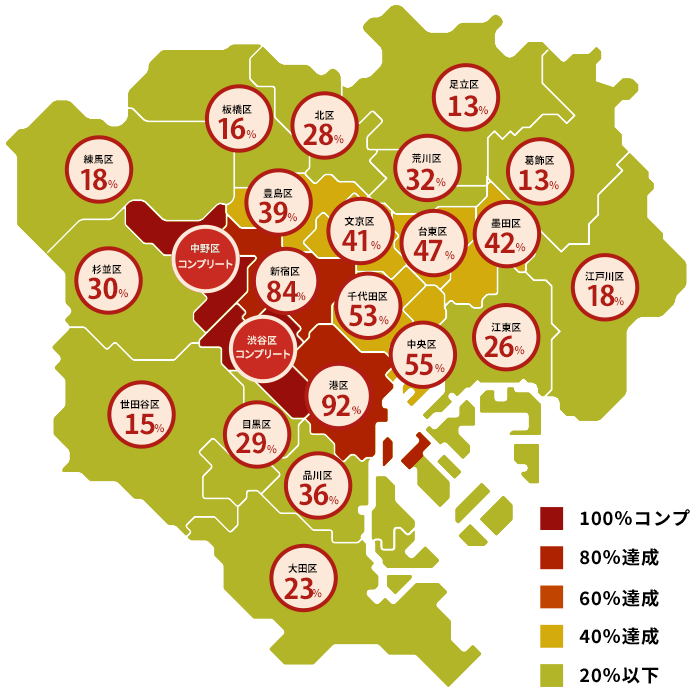 足立区
13%
板橋区
16%
北区
28%
練馬区
18%
荒川区
32%
葛飾区
13%
豊島区
39%
文京区
41%
台東区
47%
墨田区
42%
中野区
コンプリート
杉並区
30%
新宿区
84%
千代田区
53%
江戸川区
18%
渋谷区
コンプリート
中央区
55%
江東区
26%
世田谷区
15%
目黒区
29%
港区
92%
品川区
36%
大田区
23%
100%コンプ
80%達成
60%達成
40%達成
20%以下